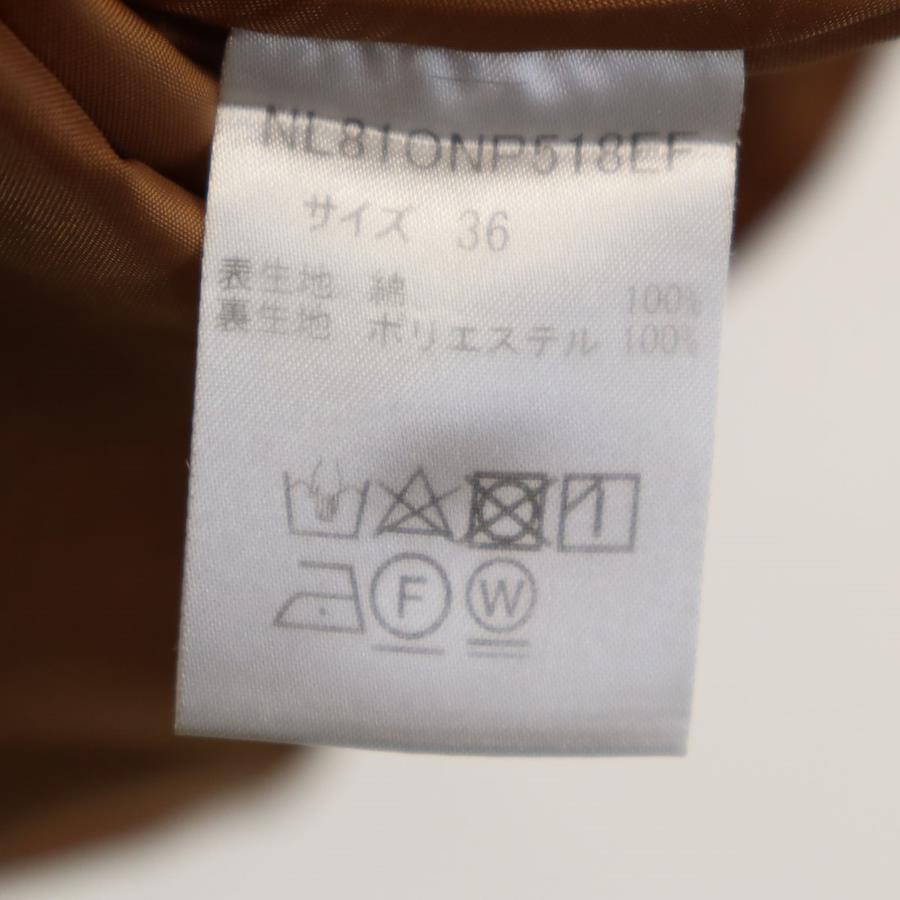 NL81ONP518EF
サイズ 36
表生地 綿 100%
裏生地 ポリエステル 100%
F W